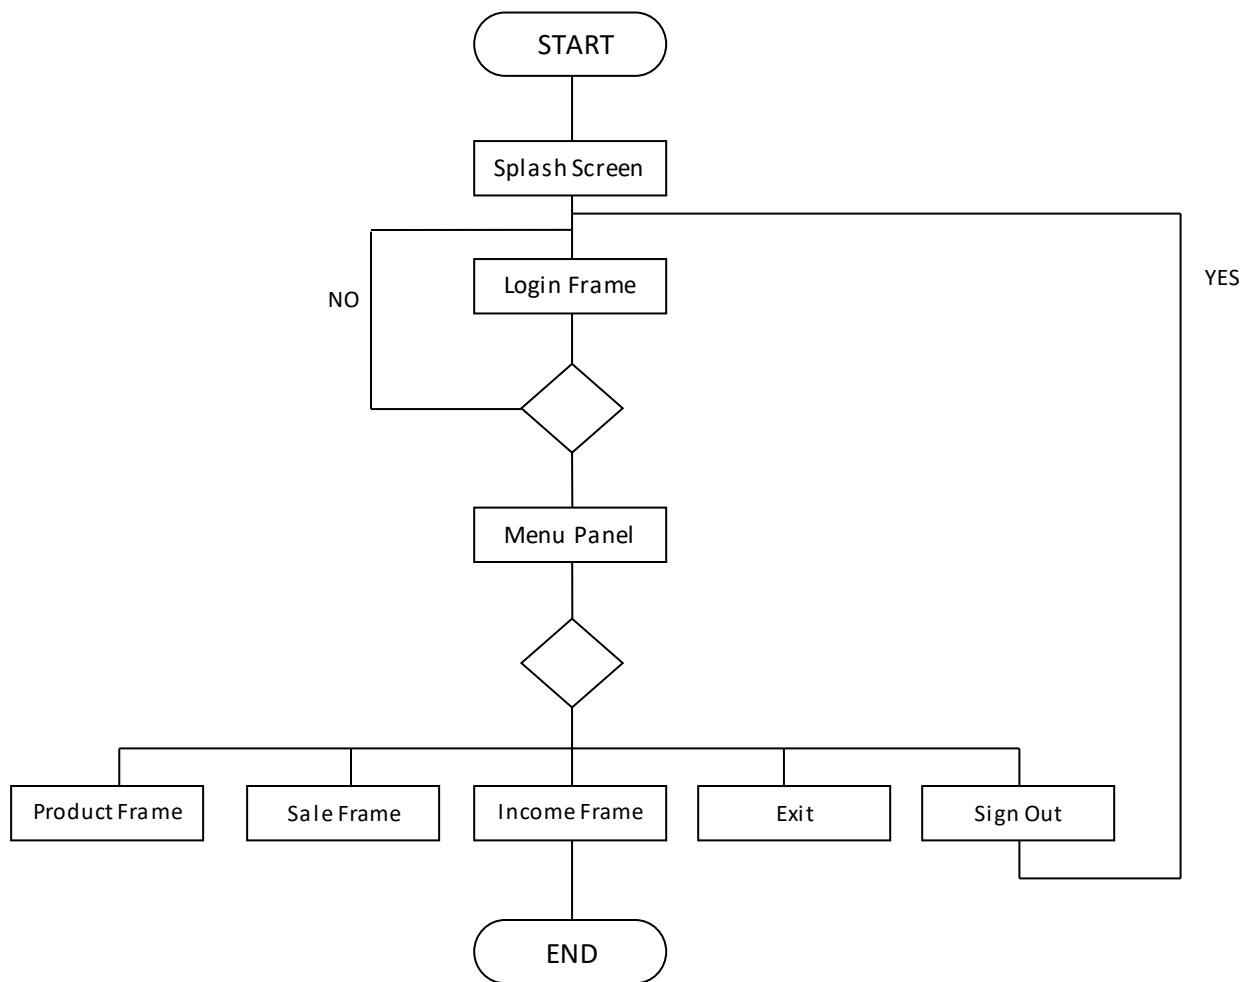 START
Splash Screen
YES
Login Frame
NO
Menu Panel
Product Frame
Sale Frame
Income Frame
Exit
Sign Out
END